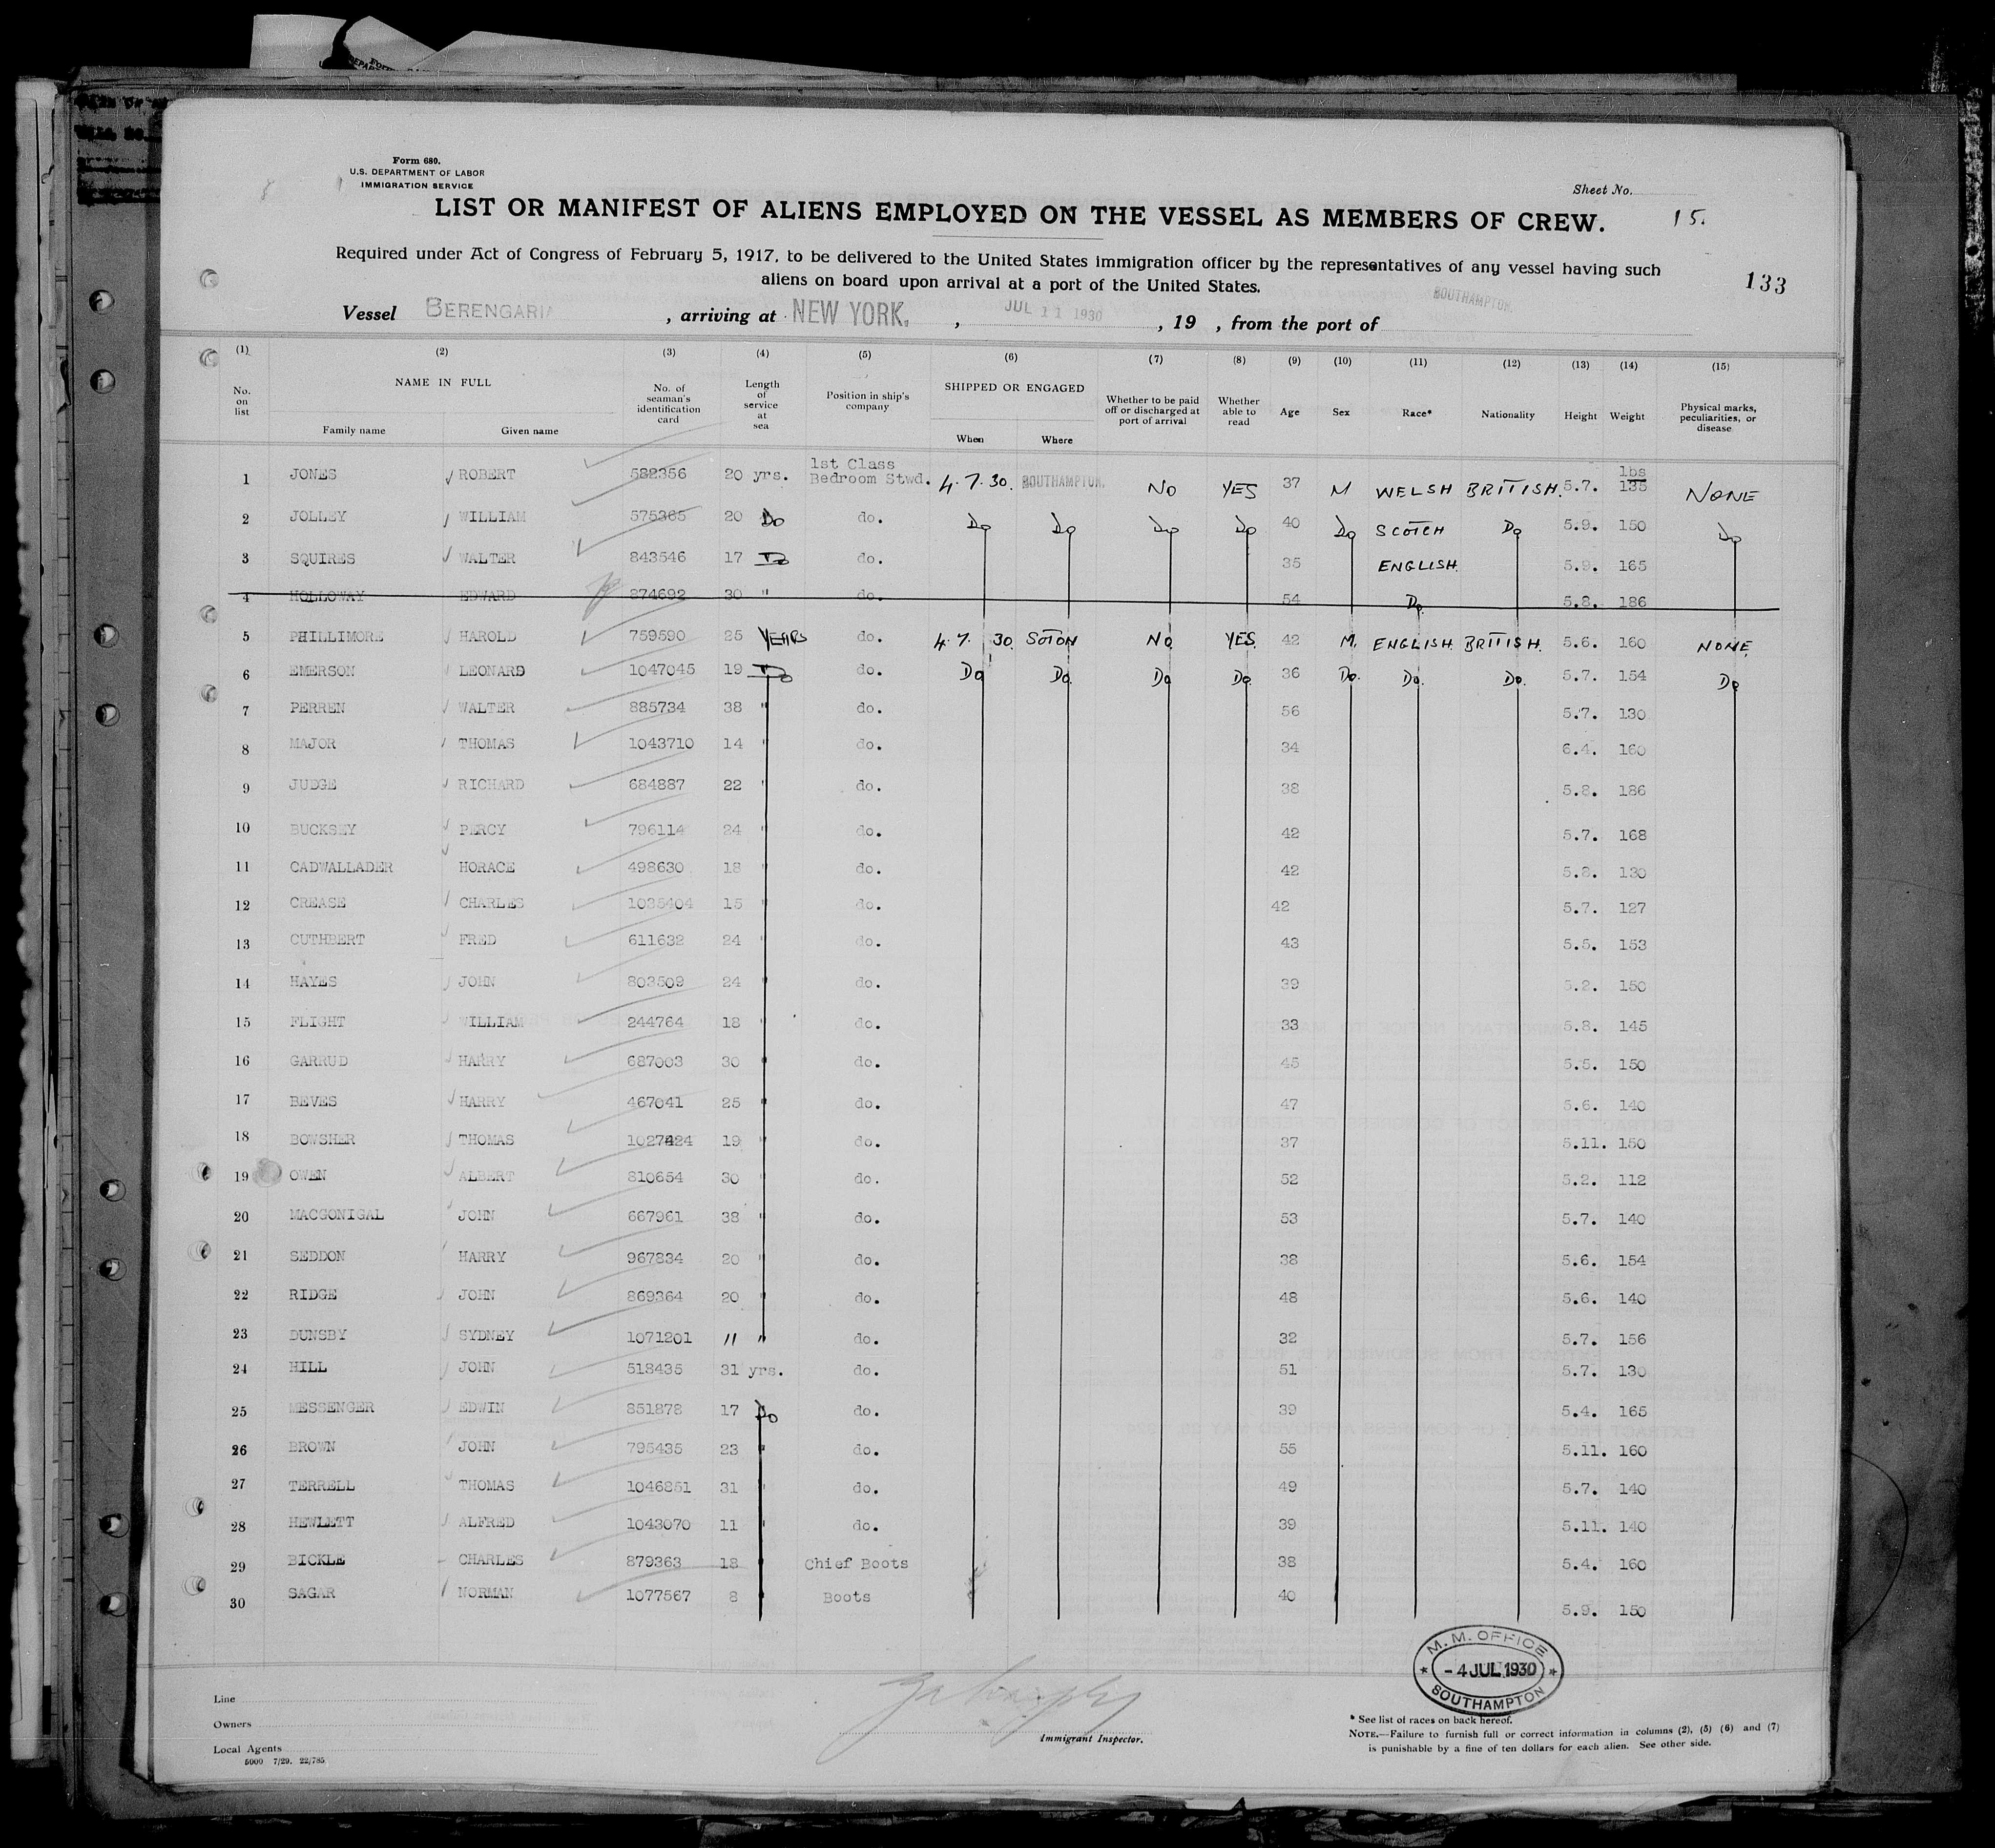 Form 680.
U.S. DEPARTMENT OF LABOR
IMMIGRATION SERVICE
Sheet No.
15.
LIST OR MANIFEST OF ALIENS EMPLOYED ON THE VESSEL AS MEMBERS OF CREW.
Required under Act of Congress of February 5, 1917, to be delivered to the United States immigration officer by the representatives of any vessel having such
aliens on board upon arrival at a port of the United States.
133
Vessel BERENGARIA, arriving at NEW YORK, JUL 11 1930, 19 , from the port of SOUTHAMPTON.
(1) (2) (3) (4) (5) (6) (7) (8) (9) (10) (11) (12) (13) (14) (15)
No. on list NAME IN FULL Family name Given name No. of seaman's identification card Length of service at sea Position in ship's company SHIPPED OR ENGAGED When Where Whether to be paid off or discharged at port of arrival Whether able to read Age Sex Race* Nationality Height Weight Physical marks, peculiarities, or disease
1 JONES ROBERT 582356 20 yrs. 1st Class Bedroom Stwd. 4.7.30. SOUTHAMPTON. NO YES 37 M WELSH BRITISH. 5.7. lbs 135 NONE
2 JOLLEY WILLIAM 575365 20 Do do. Do Do Do Do 40 Do SCOTCH Do 5.9. 150 Do
3 SQUIRES WALTER 843546 17 Do do. 35 ENGLISH. 5.9. 165
4 HOLLOWAY EDWARD 874692 30 " do. 54 Do 5.8. 186
5 PHILLIMORE HAROLD 759590 25 YEARS do. 4.7.30. SOTON NO YES. 42 M. ENGLISH. BRITISH. 5.6. 160 NONE
6 EMERSON LEONARD 1047045 19 Do do. Do Do. Do Do. 36 Do. Do. Do. 5.7. 154 Do
7 PERREN WALTER 885734 38 " do. 56 5.7. 130
8 MAJOR THOMAS 1043710 14 " do. 34 6.4. 160
9 JUDGE RICHARD 684887 22 " do. 38 5.8. 186
10 BUCKSEY PERCY 796114 24 " do. 42 5.7. 168
11 CADWALLADER HORACE 498630 18 " do. 42 5.8. 130
12 CREASE CHARLES 1035404 15 " do. 42 5.7. 127
13 CUTHBERT FRED 611632 24 " do. 43 5.5. 153
14 HAYES JOHN 803509 24 " do. 39 5.2. 150
15 FLIGHT WILLIAM 244764 18 " do. 33 5.8. 145
16 GARRUD HARRY 687003 30 " do. 45 5.5. 150
17 BEVES HARRY 467041 25 " do. 47 5.6. 140
18 BOWSHER THOMAS 1027424 19 " do. 37 5.11. 150
19 OWEN ALBERT 810654 30 " do. 52 5.2. 112
20 MACGONIGAL JOHN 667961 38 " do. 53 5.7. 140
21 SEDDON HARRY 967834 20 " do. 38 5.6. 154
22 RIDGE JOHN 869364 20 " do. 48 5.6. 140
23 DUNSBY SYDNEY 1071201 11 " do. 32 5.7. 156
24 HILL JOHN 518435 31 yrs. do. 51 5.7. 130
25 MESSENGER EDWIN 851878 17 Do do. 39 5.4. 165
26 BROWN JOHN 795435 23 " do. 55 5.11. 160
27 TERRELL THOMAS 1046851 31 " do. 49 5.7. 140
28 HEWLETT ALFRED 1043070 11 " do. 39 5.11. 140
29 BICKLE CHARLES 879363 18 " Chief Boots 38 5.4. 160
30 SAGAR NORMAN 1077567 8 " Boots 40 5.9. 150
M. M. OFFICE
- 4 JUL 1930
SOUTHAMPTON
Line
Owners
Local Agents
5000 7/29. 22/785
Immigrant Inspector.
* See list of races on back hereof.
NOTE.—Failure to furnish full or correct information in columns (2), (5) (6) and (7)
is punishable by a fine of ten dollars for each alien. See other side.